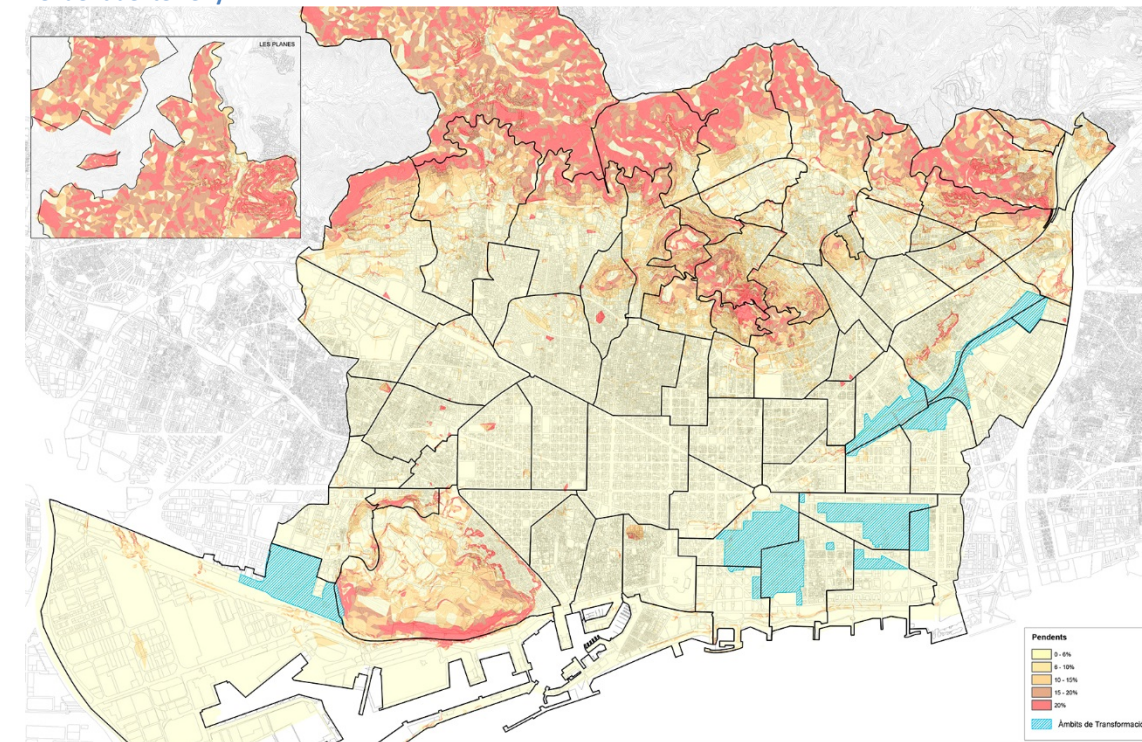 LES PLANES
Pendents
0 - 6%
6 - 10%
10 - 15%
15 - 20%
20%
Àmbits de Transformació